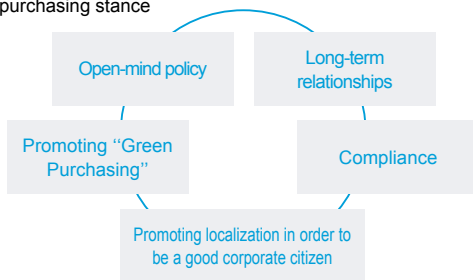 purchasing stance
Open-mind policy
Long-term
relationships
Promoting ‘‘Green
Purchasing’’
Compliance
Promoting localization in order to
be a good corporate citizen